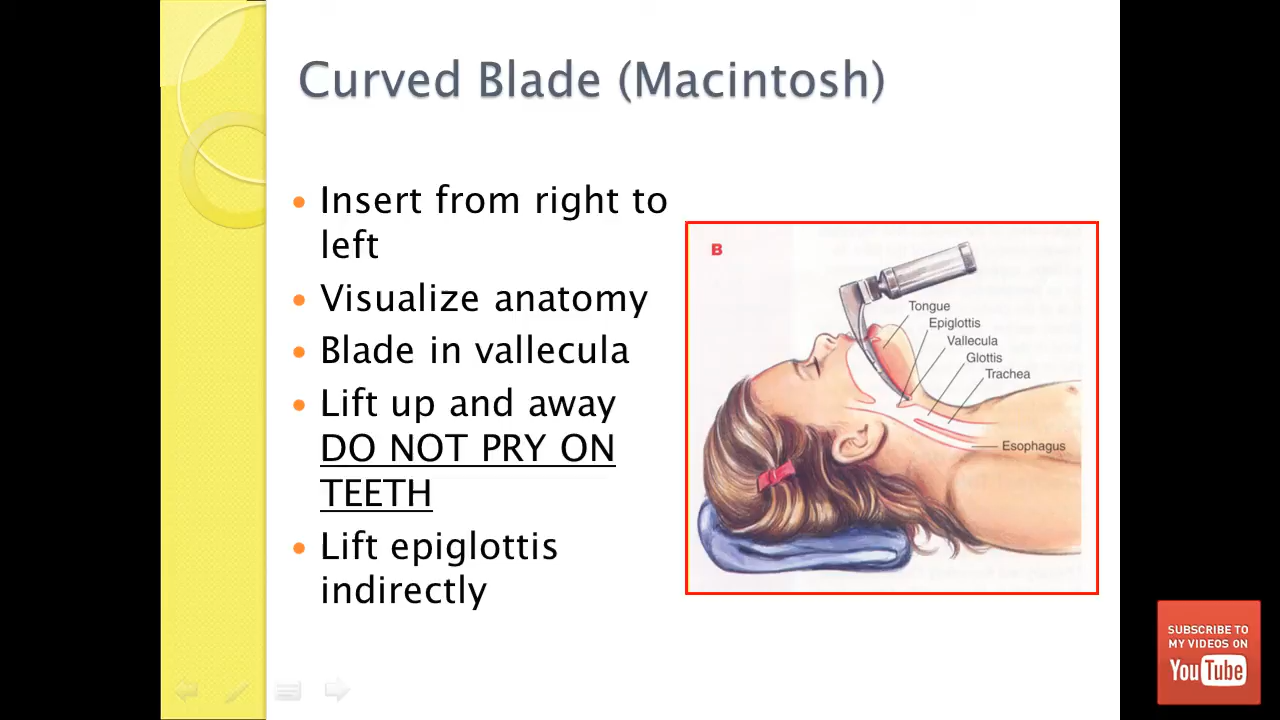 Curved Blade (Macintosh)
Insert from right to
left
Visualize anatomy
Blade in vallecula
Lift up and away
DO NOT PRY ON
TEETH
Lift epiglottis
indirectly
B
Tongue
Epiglottis
Vallecula
Glottis
Trachea
Esophagus
SUBSCRIBE TO
MY VIDEOS ON
YouTube